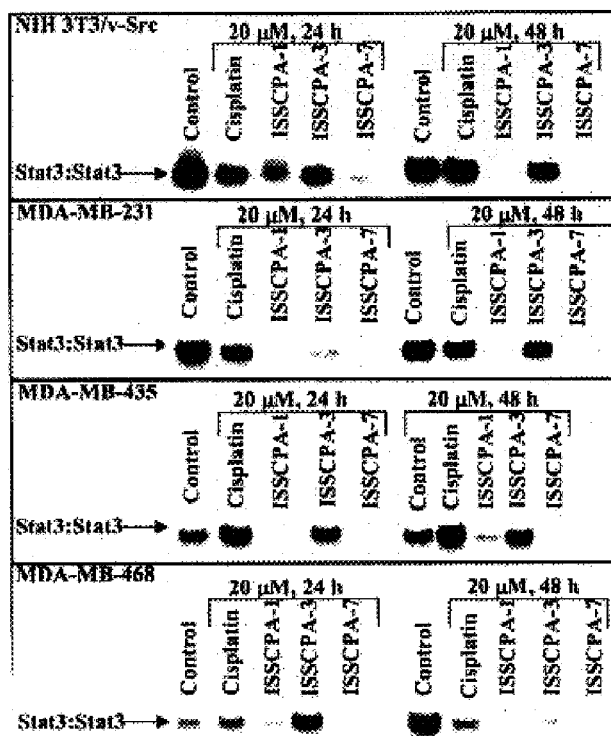 NIH 3T3/v-Src
20 µM, 24 h
20 µM, 48 h
Control
Cisplatin
ISSCPA-1
ISSCPA-3
ISSCPA-7
Control
Cisplatin
ISSCPA-1
ISSCPA-3
ISSCPA-7
Stat3:Stat3
MDA-MB-231
20 µM, 24 h
20 µM, 48 h
Control
Cisplatin
ISSCPA-1
ISSCPA-3
ISSCPA-7
Control
Cisplatin
ISSCPA-1
ISSCPA-3
ISSCPA-7
Stat3:Stat3
MDA-MB-435
20 µM, 24 h
20 µM, 48 h
Control
Cisplatin
ISSCPA-1
ISSCPA-3
ISSCPA-7
Control
Cisplatin
ISSCPA-1
ISSCPA-3
ISSCPA-7
Stat3:Stat3
MDA-MB-468
20 µM, 24 h
20 µM, 48 h
Control
Cisplatin
ISSCPA-1
ISSCPA-3
ISSCPA-7
Control
Cisplatin
ISSCPA-1
ISSCPA-3
ISSCPA-7
Stat3:Stat3